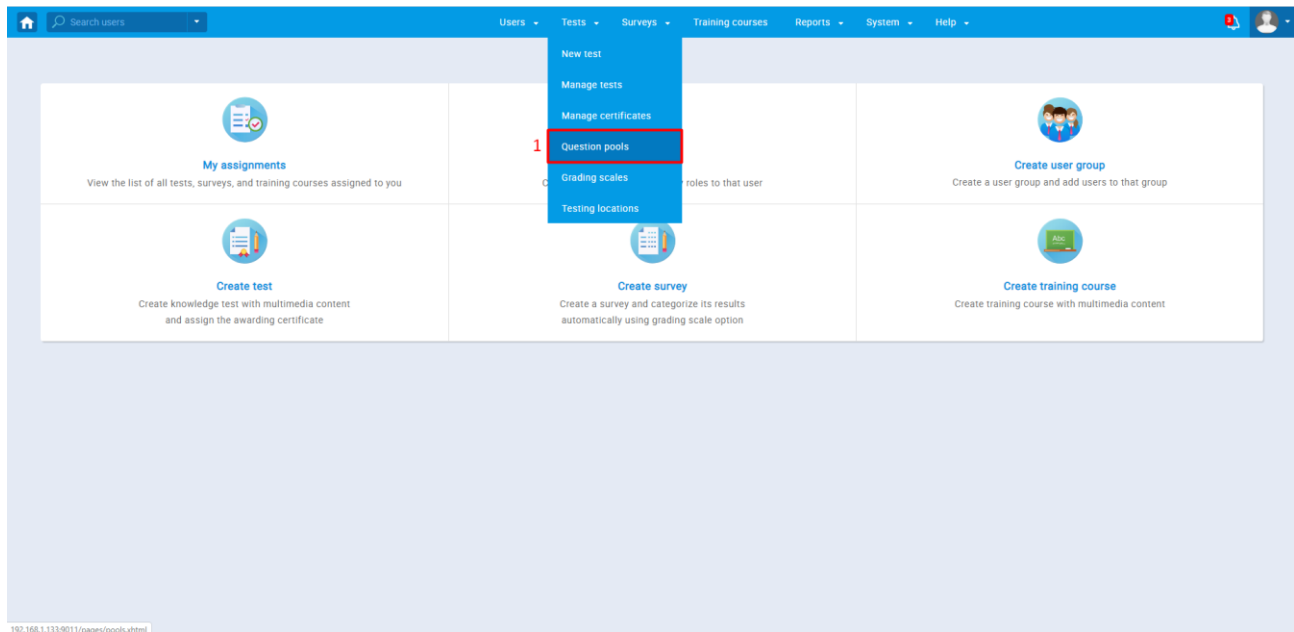 Search users
Users Tests Surveys Training courses Reports System Help
New test
Manage tests
Manage certificates
1 Question pools
Grading scales
Testing locations
My assignments
View the list of all tests, surveys, and training courses assigned to you
roles to that user
Create user group
Create a user group and add users to that group
Create test
Create knowledge test with multimedia content
and assign the awarding certificate
Create survey
Create a survey and categorize its results
automatically using grading scale option
Abc
Create training course
Create training course with multimedia content
192.168.1.133:9011/pages/pools.xhtml